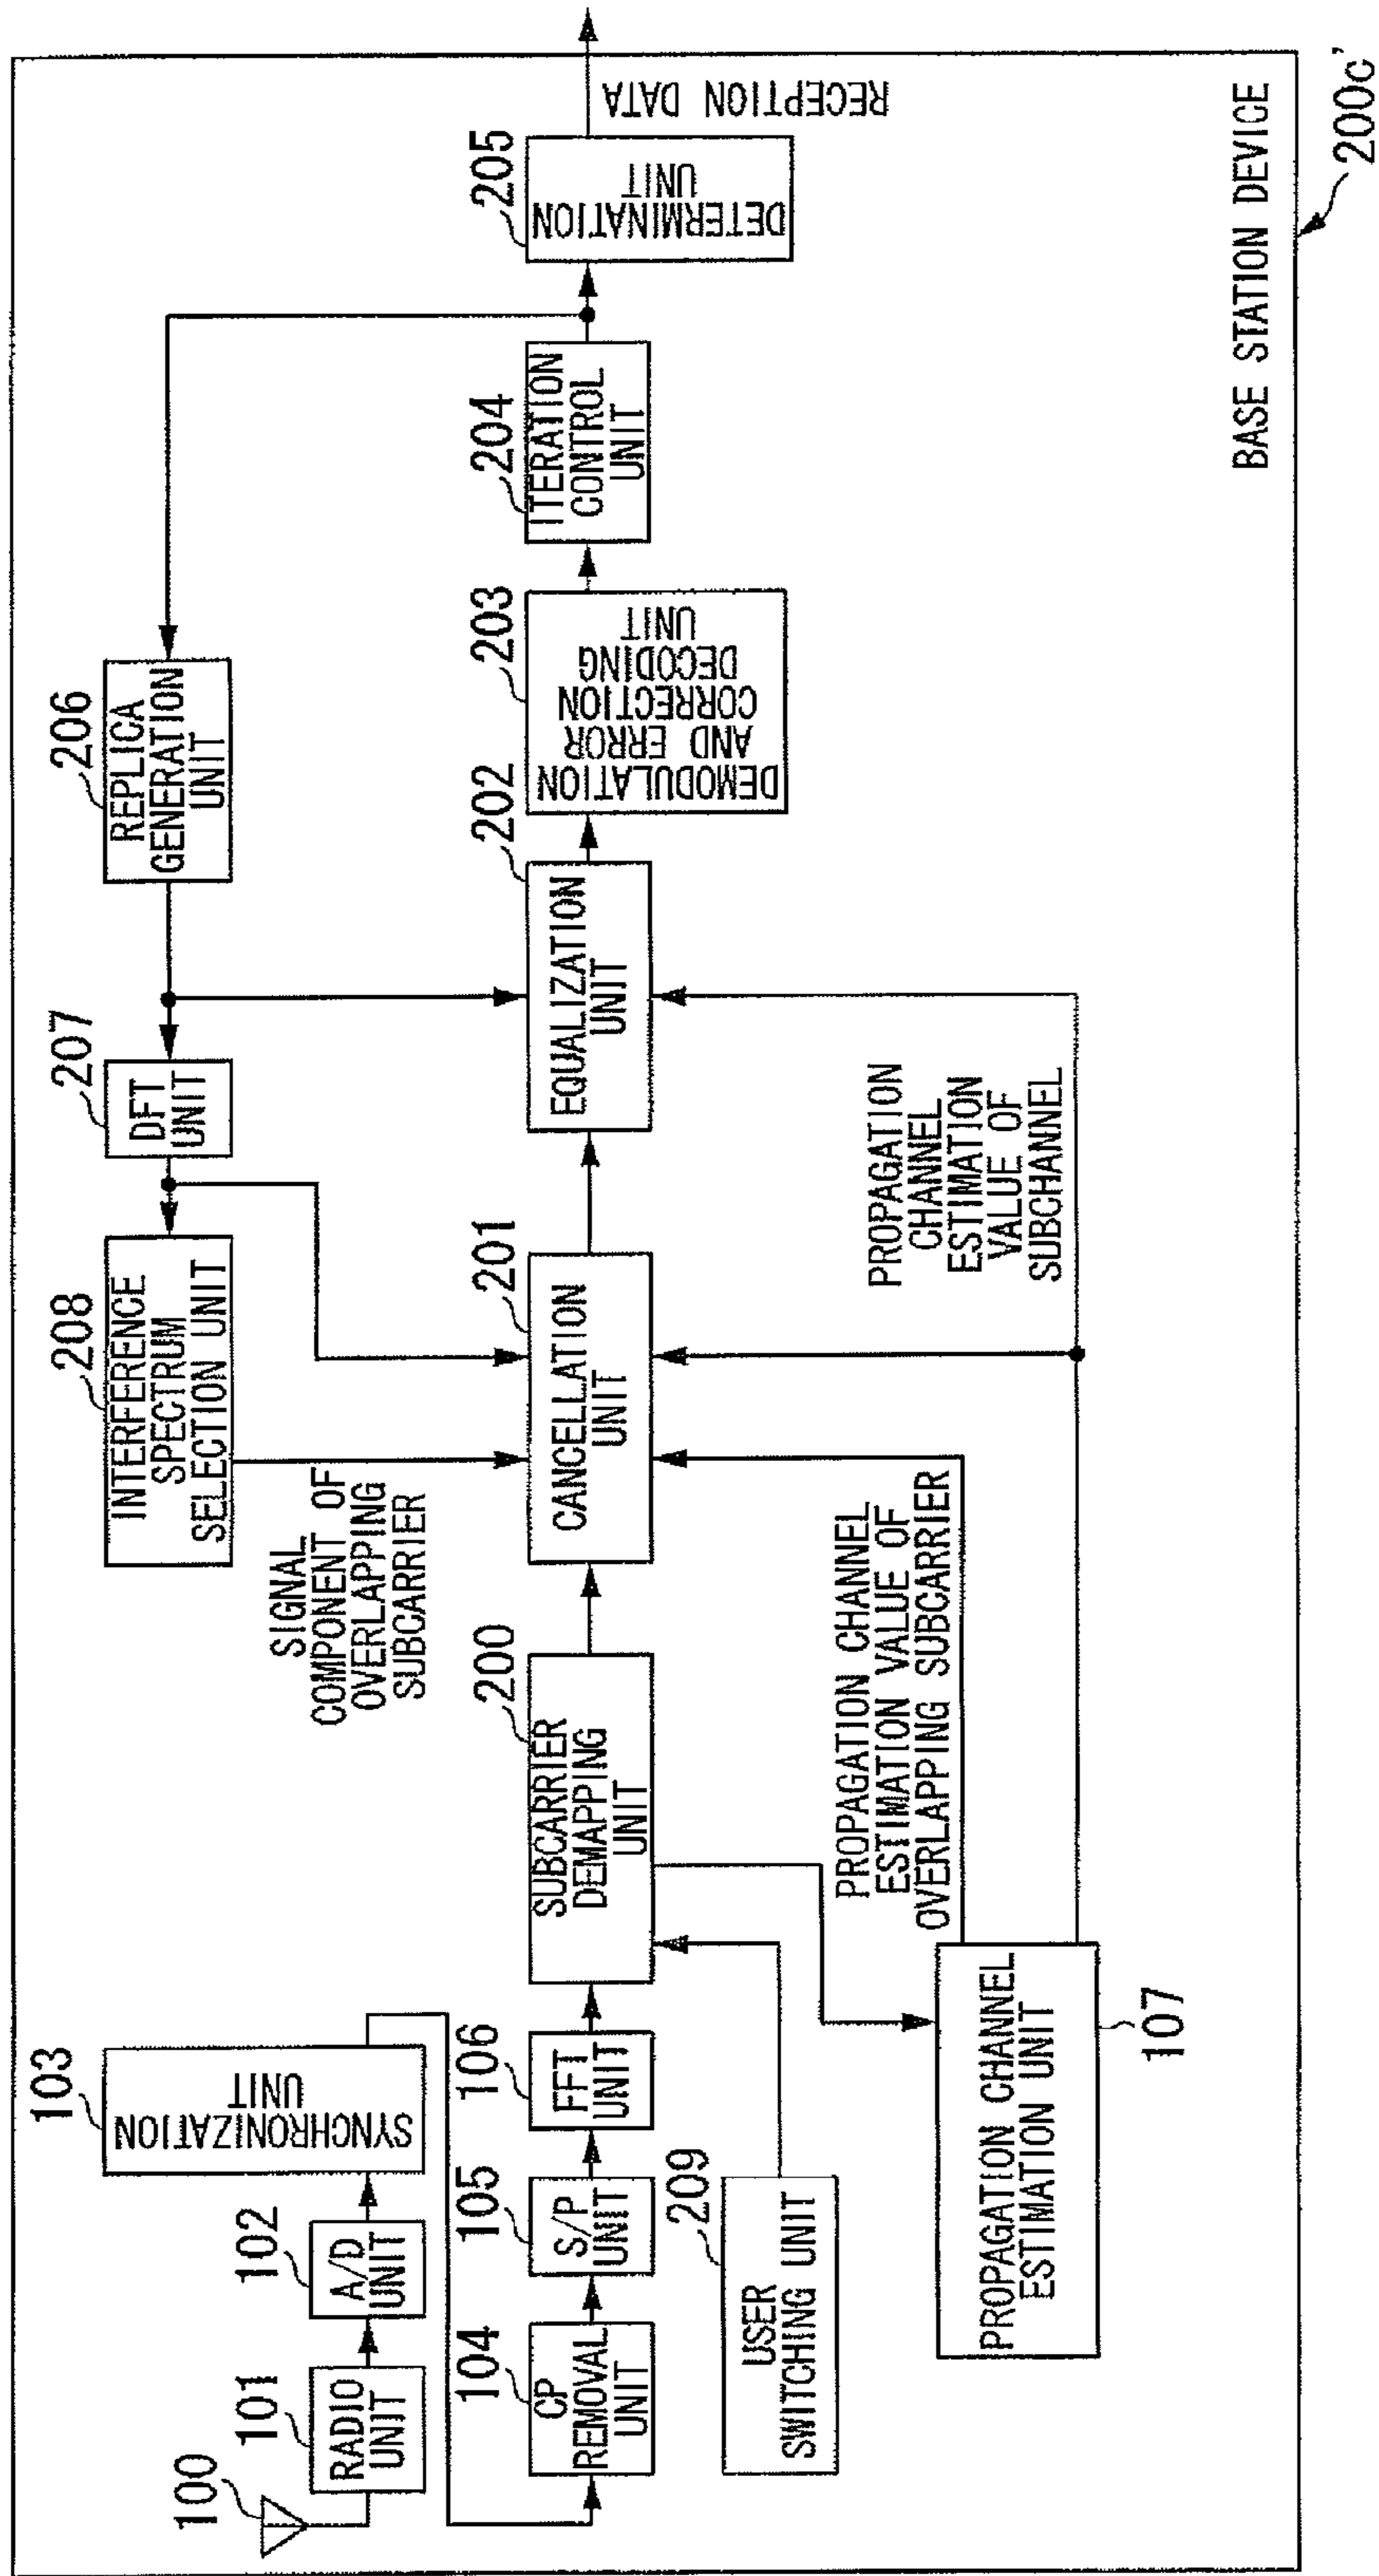 100
101
RADIO
UNIT
102
A/D
UNIT
103
SYNCHRONIZATION
UNIT
104
CP
REMOVAL
UNIT
105
S/P
UNIT
106
FFT
UNIT
209
USER
SWITCHING UNIT
200
SUBCARRIER
DEMAPPING
UNIT
PROPAGATION CHANNEL
ESTIMATION UNIT
107
208
INTERFERENCE
SPECTRUM
SELECTION UNIT
SIGNAL
COMPONENT OF
OVERLAPPING
SUBCARRIER
201
CANCELLATION
UNIT
PROPAGATION CHANNEL
ESTIMATION VALUE OF
OVERLAPPING SUBCARRIER
207
DFT
UNIT
202
EQUALIZATION
UNIT
PROPAGATION
CHANNEL
ESTIMATION
VALUE OF
SUBCHANNEL
206
REPLICA
GENERATION
UNIT
203
DEMODULATION
AND ERROR
CORRECTION
DECODING
UNIT
204
ITERATION
CONTROL
UNIT
205
DETERMINATION
UNIT
RECEPTION DATA
BASE STATION DEVICE
200c'